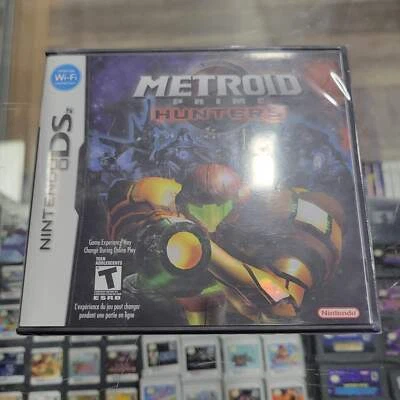 Nintendo
Wi-Fi
NINTENDO DS
METROID
PRIME
HUNTERS
Game Experience May
Change During Online Play
TEEN
ADOLESCENTS
T
ESRB
L'expérience du jeu peut changer
pendant une partie en ligne
Nintendo